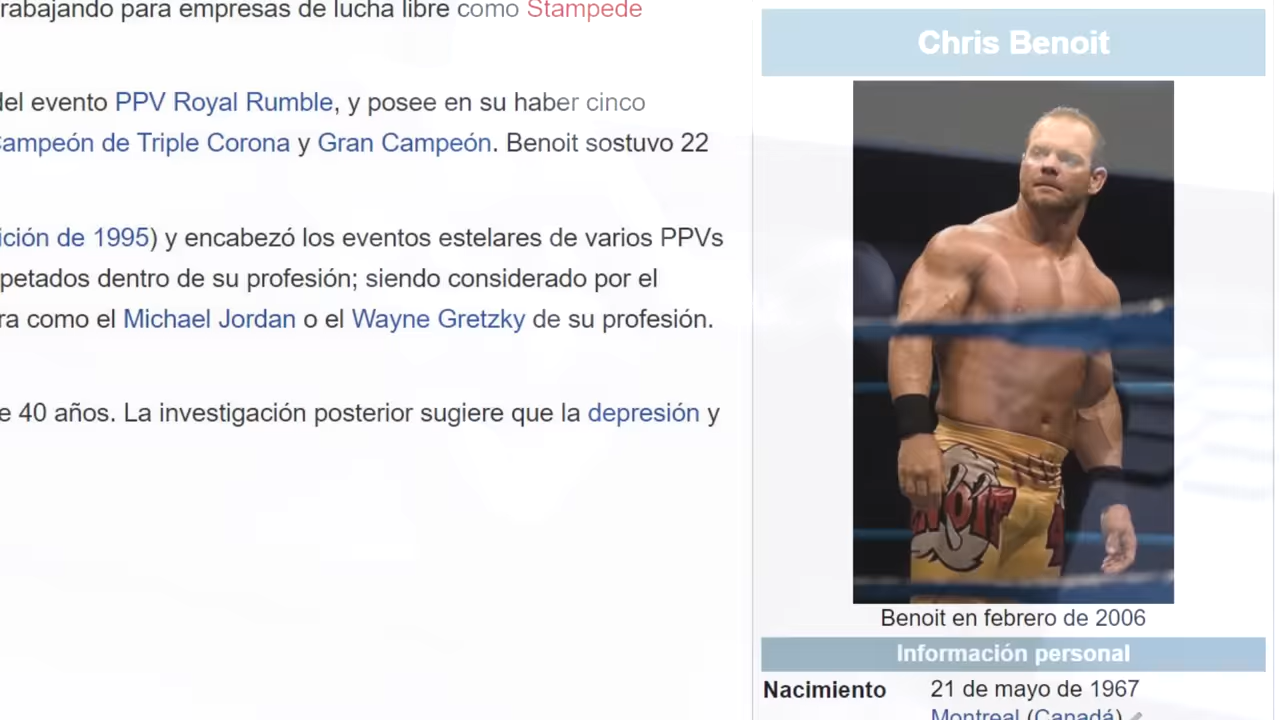 rabajando para empresas de lucha libre como Stampede
del evento PPV Royal Rumble, y posee en su haber cinco
Campeón de Triple Corona y Gran Campeón. Benoit sostuvo 22
ición de 1995) y encabezó los eventos estelares de varios PPVs
petados dentro de su profesión; siendo considerado por el
ra como el Michael Jordan o el Wayne Gretzky de su profesión.
e 40 años. La investigación posterior sugiere que la depresión y
Chris Benoit
Benoit en febrero de 2006
Información personal
Nacimiento 21 de mayo de 1967
Montreal (Canadá)